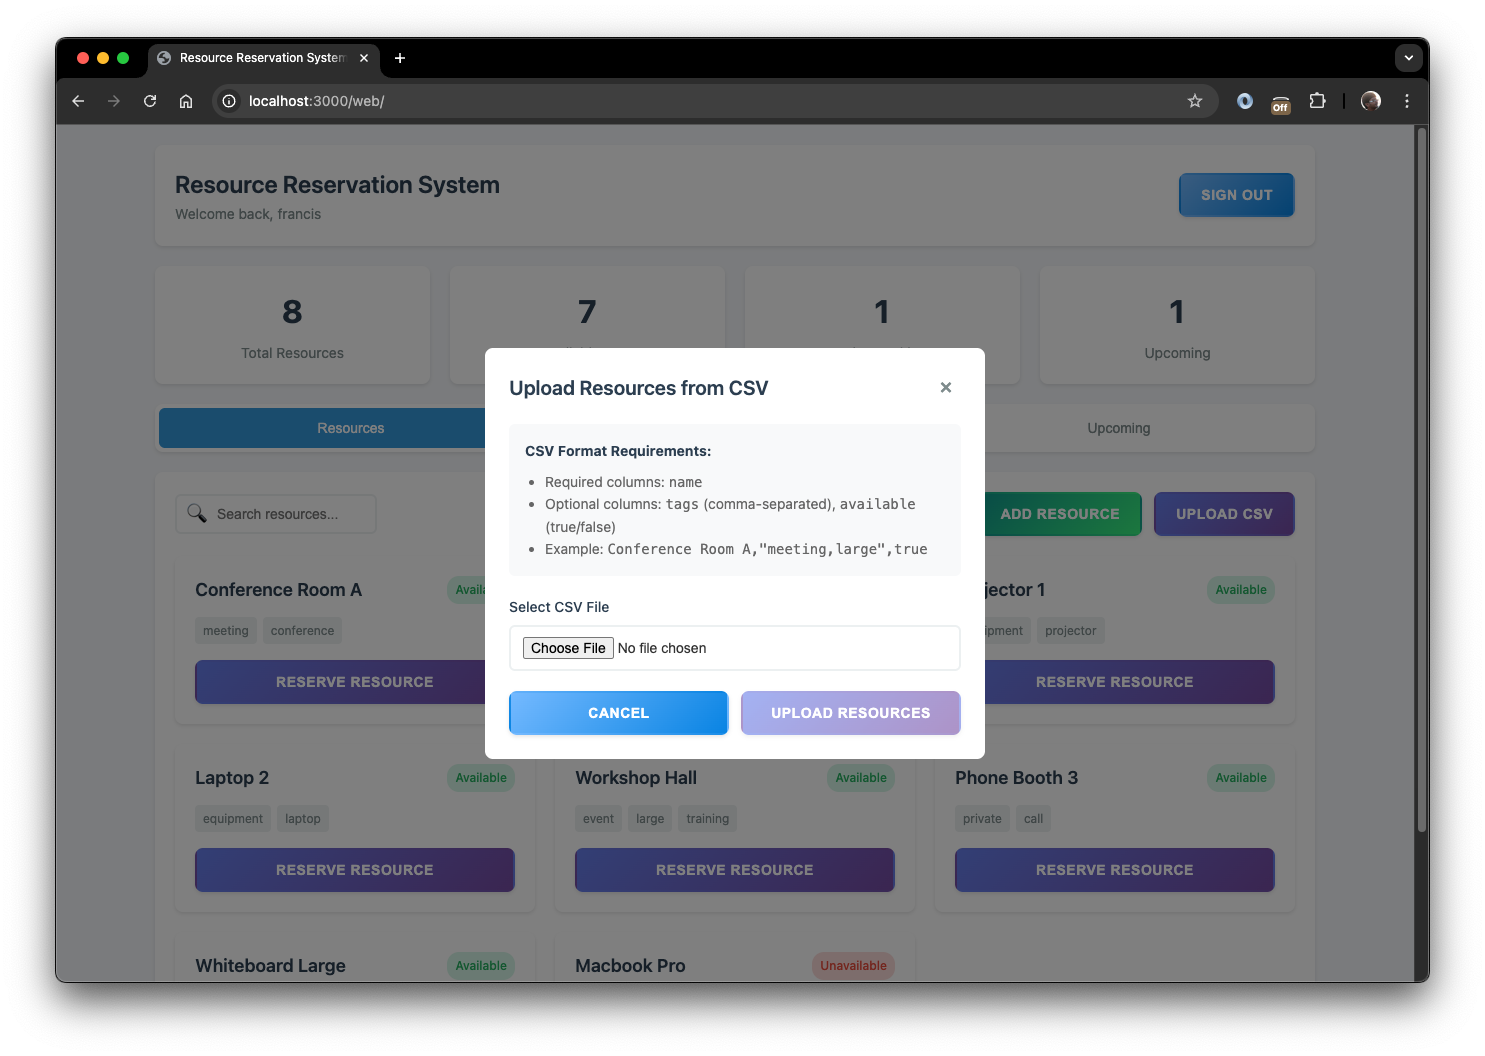 Resource Reservation System
localhost:3000/web/
Off
Resource Reservation System
Welcome back, francis
SIGN OUT
8
Total Resources
7
1
1
Upcoming
Resources
Upcoming
Search resources...
ADD RESOURCE
UPLOAD CSV
Upload Resources from CSV
×
CSV Format Requirements:
• Required columns: name
• Optional columns: tags (comma-separated), available
(true/false)
• Example: Conference Room A,"meeting,large",true
Select CSV File
Choose File No file chosen
CANCEL
UPLOAD RESOURCES
Conference Room A
meeting
conference
RESERVE RESOURCE
jector 1
Available
projector
RESERVE RESOURCE
Laptop 2
Available
equipment
laptop
RESERVE RESOURCE
Workshop Hall
Available
event
large
training
RESERVE RESOURCE
Phone Booth 3
Available
private
call
RESERVE RESOURCE
Whiteboard Large
Available
Macbook Pro
Unavailable